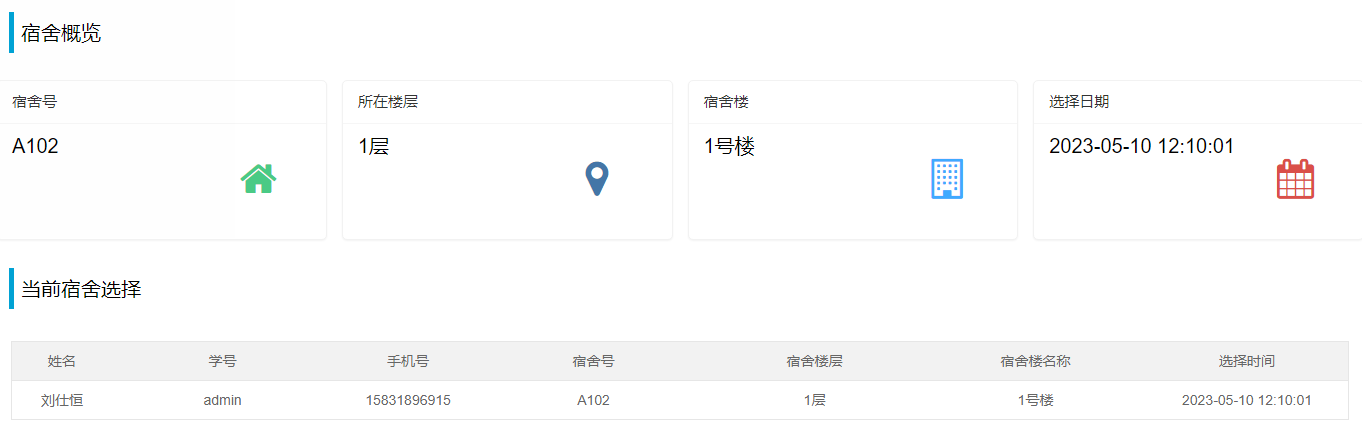 宿舍概览
宿舍号 所在楼层 宿舍楼 选择日期
A102 1层 1号楼 2023-05-10 12:10:01
当前宿舍选择
姓名 学号 手机号 宿舍号 宿舍楼层 宿舍楼名称 选择时间
刘仕恒 admin 15831896915 A102 1层 1号楼 2023-05-10 12:10:01